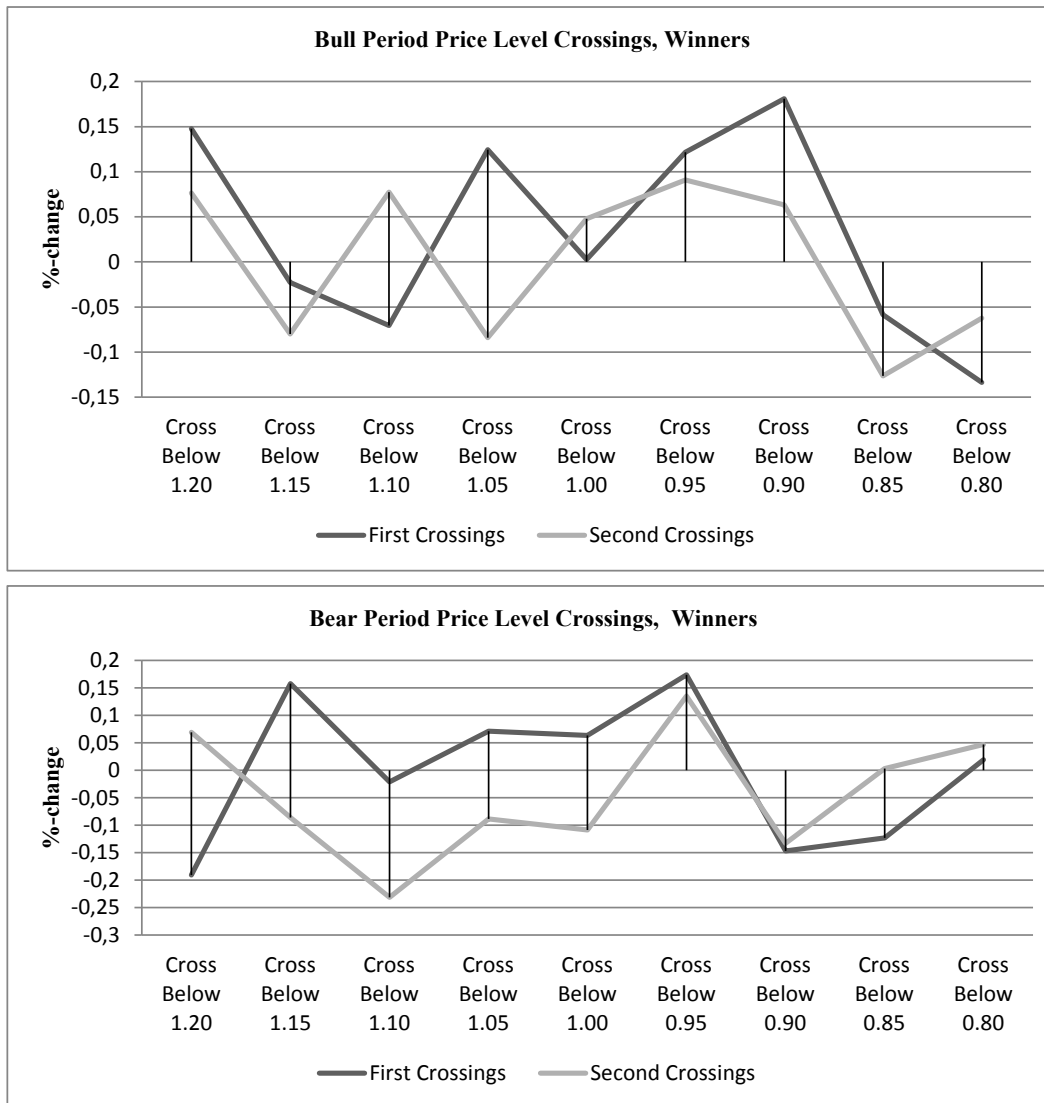 Bull Period Price Level Crossings, Winners
%-change
0,2
0,15
0,1
0,05
0
-0,05
-0,1
-0,15
Cross Cross Cross Cross Cross Cross Cross Cross Cross
Below Below Below Below Below Below Below Below Below
1.20 1.15 1.10 1.05 1.00 0.95 0.90 0.85 0.80
First Crossings Second Crossings
Bear Period Price Level Crossings, Winners
%-change
0,2
0,15
0,1
0,05
0
-0,05
-0,1
-0,15
-0,2
-0,25
-0,3
Cross Cross Cross Cross Cross Cross Cross Cross Cross
Below Below Below Below Below Below Below Below Below
1.20 1.15 1.10 1.05 1.00 0.95 0.90 0.85 0.80
First Crossings Second Crossings